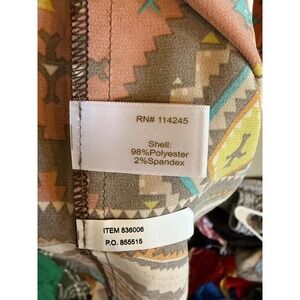 RN# 114245
Shell:
98%Polyester
2%Spandex
ITEM 836006
P.O. 855515